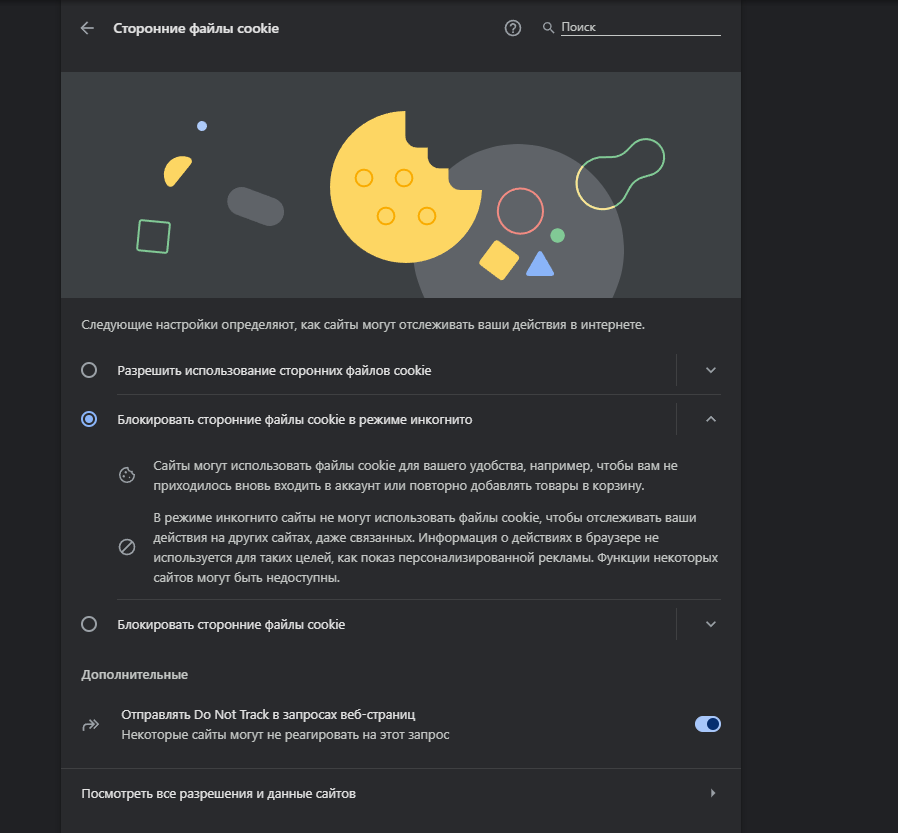 Сторонние файлы cookie
Поиск
Следующие настройки определяют, как сайты могут отслеживать ваши действия в интернете.
Разрешить использование сторонних файлов cookie
Блокировать сторонние файлы cookie в режиме инкогнито
Сайты могут использовать файлы cookie для вашего удобства, например, чтобы вам не
приходилось вновь входить в аккаунт или повторно добавлять товары в корзину.
В режиме инкогнито сайты не могут использовать файлы cookie, чтобы отслеживать ваши
действия на других сайтах, даже связанных. Информация о действиях в браузере не
используется для таких целей, как показ персонализированной рекламы. Функции некоторых
сайтов могут быть недоступны.
Блокировать сторонние файлы cookie
Дополнительные
Отправлять Do Not Track в запросах веб-страниц
Некоторые сайты могут не реагировать на этот запрос
Посмотреть все разрешения и данные сайтов